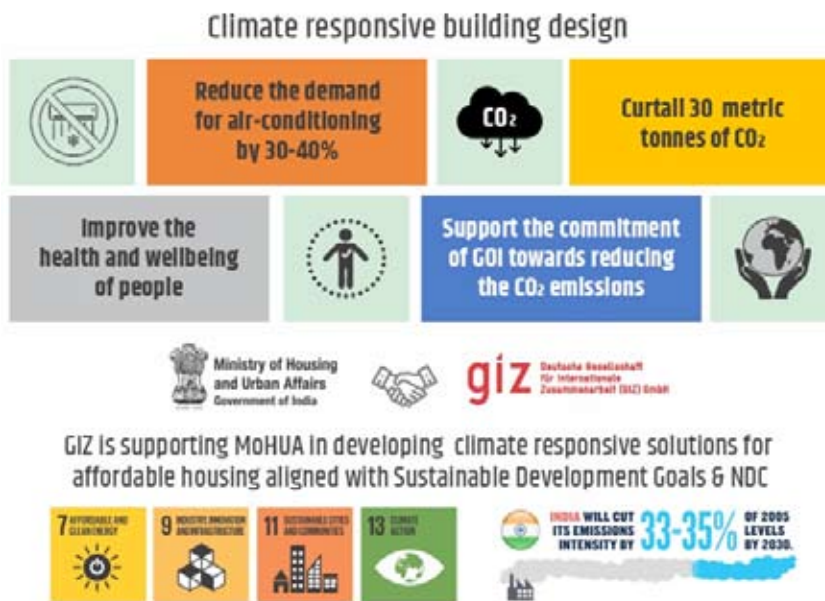 Climate responsive building design
Reduce the demand
for air-conditioning
by 30-40%
CO₂
Curtall 30 metric
tonnes of CO₂
Improve the
health and wellbeing
of people
Support the commitment
of GOI towards reducing
the CO₂ emissions
Ministry of Housing
and Urban Affairs
Government of India
giz
Deutsche Gesellschaft
für Internationale
Zusammenarbeit (GIZ) GmbH
GIZ is supporting MoHUA in developing climate responsive solutions for
affordable housing aligned with Sustainable Development Goals & NDC
7 AFFORDABLE AND
CLEAN ENERGY
9 INDUSTRY, INNOVATION
AND INFRASTRUCTURE
11 SUSTAINABLE CITIES
AND COMMUNITIES
13 CLIMATE
ACTION
INDIA WILL CUT
ITS EMISSIONS
INTENSITY BY
33-35%
OF 2005
LEVELS
BY 2030.